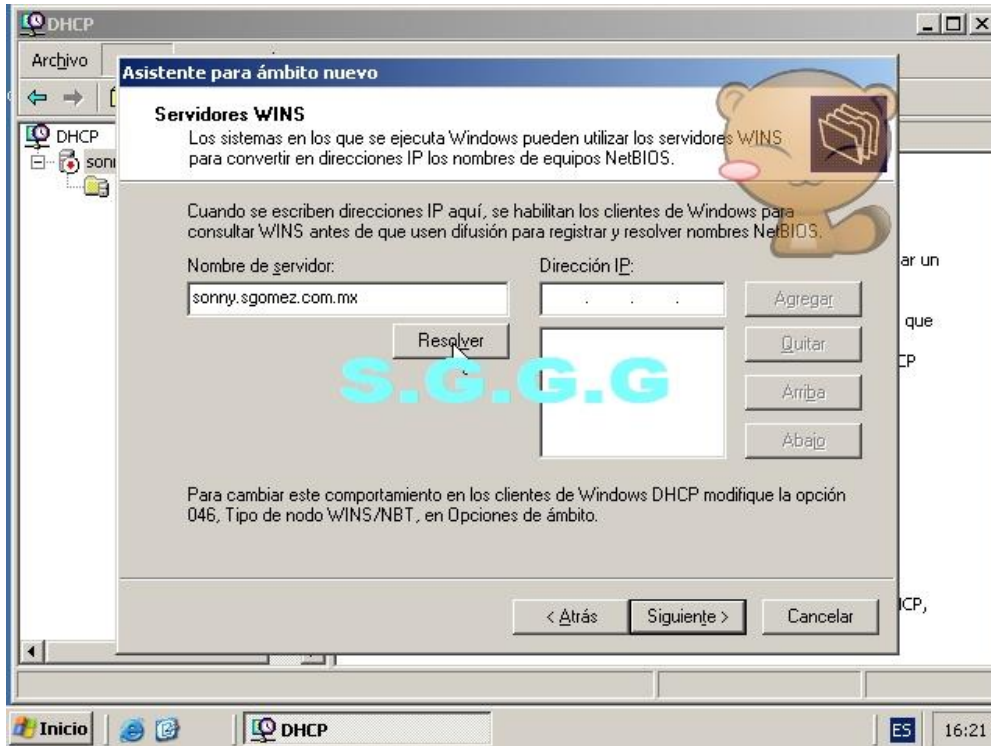 DHCP
Archivo
Asistente para ámbito nuevo
Servidores WINS
Los sistemas en los que se ejecuta Windows pueden utilizar los servidores WINS
para convertir en direcciones IP los nombres de equipos NetBIOS.
DHCP
Cuando se escriben direcciones IP aquí, se habilitan los clientes de Windows para
consultar WINS antes de que usen difusión para registrar y resolver nombres NetBIOS.
Nombre de servidor:
Dirección IP:
ar un
sonny.sgomez.com.mx
. . .
Agregar
que
Resolver
Quitar
S.G.G.G
Arriba
Abajo
Para cambiar este comportamiento en los clientes de Windows DHCP modifique la opción
046, Tipo de nodo WINS/NBT, en Opciones de ámbito.
< Atrás
Siguiente >
Cancelar
Inicio
DHCP
ES
16:21